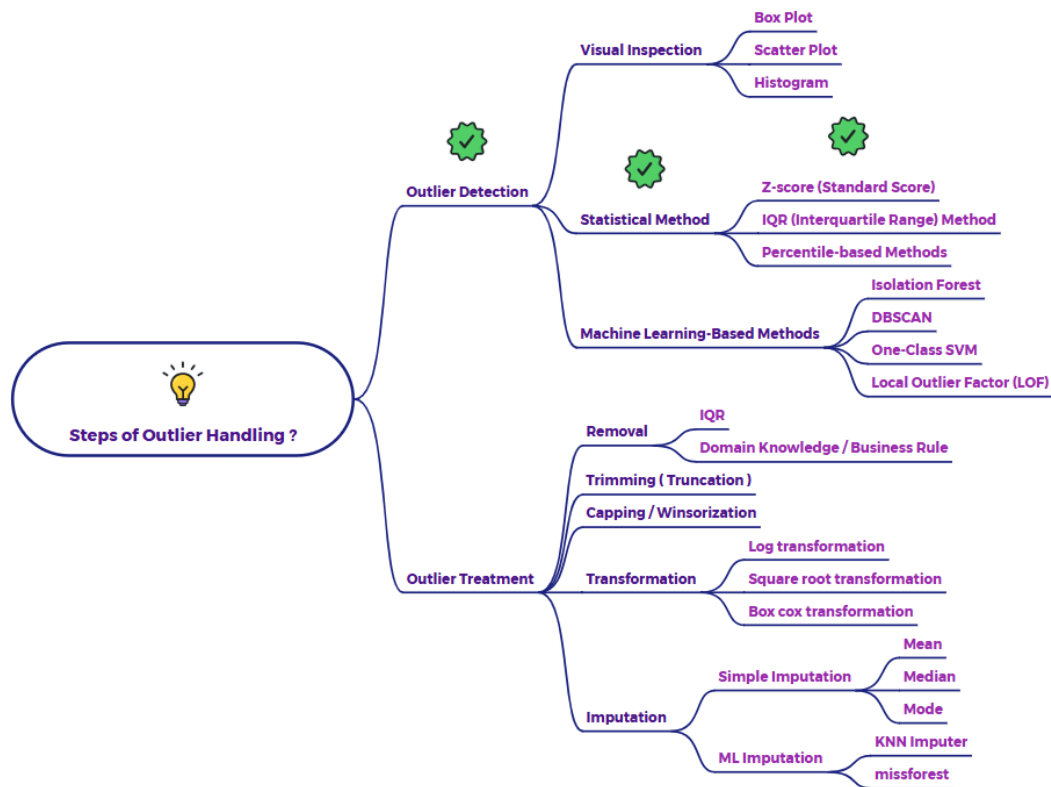 Steps of Outlier Handling ?
Outlier Detection
Visual Inspection
Box Plot
Scatter Plot
Histogram
Statistical Method
Z-score (Standard Score)
IQR (Interquartile Range) Method
Percentile-based Methods
Machine Learning-Based Methods
Isolation Forest
DBSCAN
One-Class SVM
Local Outlier Factor (LOF)
Outlier Treatment
Removal
IQR
Domain Knowledge / Business Rule
Trimming ( Truncation )
Capping / Winsorization
Transformation
Log transformation
Square root transformation
Box cox transformation
Imputation
Simple Imputation
Mean
Median
Mode
ML Imputation
KNN Imputer
missforest